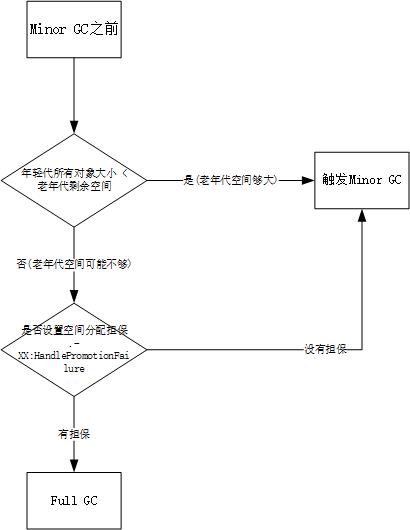 Minor GC之前
年轻代所有对象大小 <
老年代剩余空间
是(老年代空间够大)
触发Minor GC
否(老年代空间可能不够)
是否设置空间分配担保
,-
XX:HandlePromotionFai
lure
没有担保
有担保
Full GC